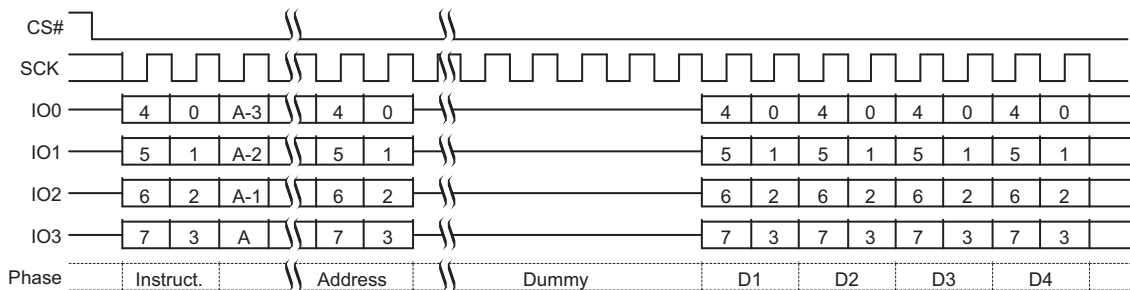 CS#
SCK
IO0 4 0 A-3 4 0 4 0 4 0 4 0 4 0
IO1 5 1 A-2 5 1 5 1 5 1 5 1 5 1
IO2 6 2 A-1 6 2 6 2 6 2 6 2 6 2
IO3 7 3 A 7 3 7 3 7 3 7 3 7 3
Phase Instruct. Address Dummy D1 D2 D3 D4